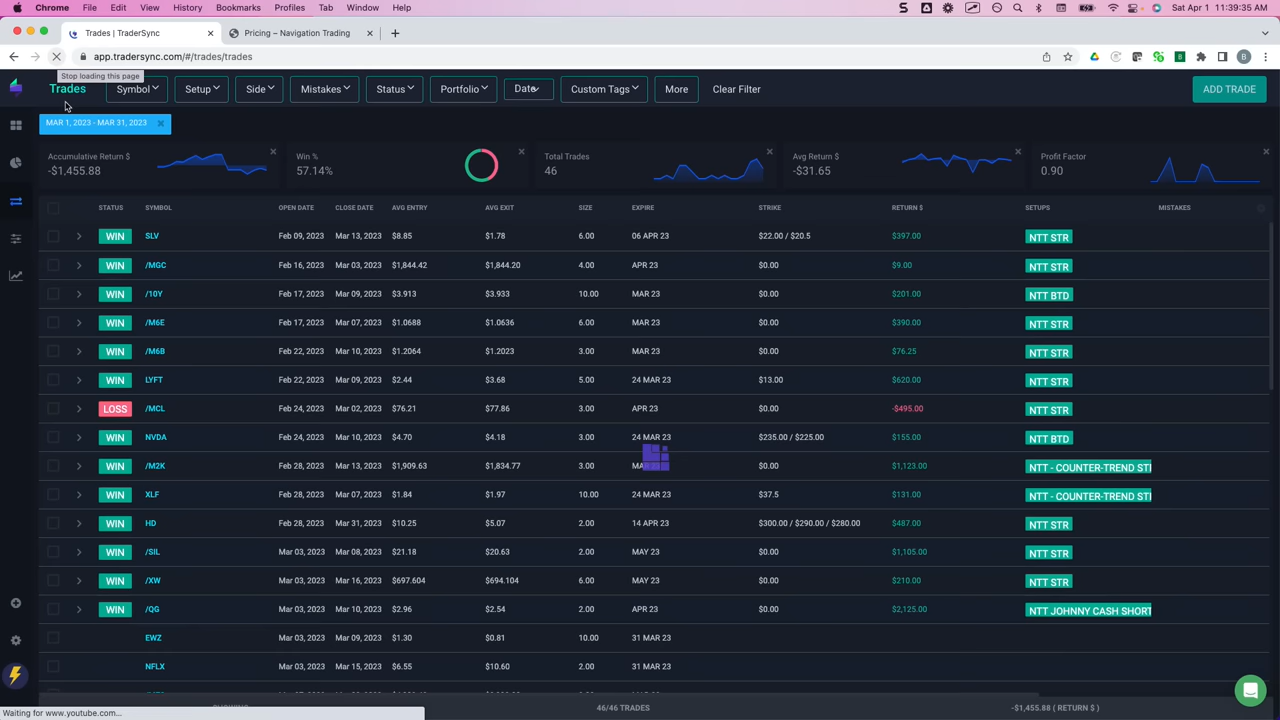 Chrome File Edit View History Bookmarks Profiles Tab Window Help Sat Apr 1 11:39:35 AM
Trades | TraderSync Pricing – Navigation Trading
app.tradersync.com/#/trades/trades B
Stop loading this page
Trades Symbol Setup Side Mistakes Status Portfolio Date Custom Tags More Clear Filter ADD TRADE
MAR 1, 2023 - MAR 31, 2023
Accumulative Return $ Win % Total Trades Avg Return $ Profit Factor
-$1,455.88 57.14% 46 -$31.65 0.90
STATUS SYMBOL OPEN DATE CLOSE DATE AVG ENTRY AVG EXIT SIZE EXPIRE STRIKE RETURN $ SETUPS MISTAKES
WIN SLV Feb 09, 2023 Mar 13, 2023 $8.85 $1.78 6.00 06 APR 23 $22.00 / $20.5 $397.00 NTT STR
WIN /MGC Feb 16, 2023 Mar 03, 2023 $1,844.42 $1,844.20 4.00 APR 23 $0.00 $9.00 NTT STR
WIN /10Y Feb 17, 2023 Mar 09, 2023 $3.913 $3.933 10.00 MAR 23 $0.00 $201.00 NTT BTD
WIN /M6E Feb 17, 2023 Mar 07, 2023 $1.0688 $1.0636 6.00 MAR 23 $0.00 $390.00 NTT STR
WIN /M6B Feb 22, 2023 Mar 10, 2023 $1.2064 $1.2023 3.00 MAR 23 $0.00 $76.25 NTT STR
WIN LYFT Feb 22, 2023 Mar 09, 2023 $2.44 $3.68 5.00 24 MAR 23 $13.00 $620.00 NTT STR
LOSS /MCL Feb 24, 2023 Mar 02, 2023 $76.21 $77.86 3.00 APR 23 $0.00 -$495.00 NTT STR
WIN NVDA Feb 24, 2023 Mar 10, 2023 $4.70 $4.18 3.00 24 MAR 23 $235.00 / $225.00 $155.00 NTT BTD
WIN /M2K Feb 28, 2023 Mar 13, 2023 $1,909.63 $1,834.77 3.00 $0.00 $1,123.00 NTT - COUNTER-TREND STI
WIN XLF Feb 28, 2023 Mar 07, 2023 $1.84 $1.97 10.00 24 MAR 23 $37.5 $131.00 NTT - COUNTER-TREND STI
WIN HD Feb 28, 2023 Mar 31, 2023 $10.25 $5.07 2.00 14 APR 23 $300.00 / $290.00 / $280.00 $487.00 NTT STR
WIN /SIL Mar 03, 2023 Mar 08, 2023 $21.18 $20.63 2.00 MAY 23 $0.00 $1,105.00 NTT STR
WIN /XW Mar 03, 2023 Mar 16, 2023 $697.604 $694.104 6.00 MAY 23 $0.00 $210.00 NTT STR
WIN /QG Mar 03, 2023 Mar 10, 2023 $2.96 $2.54 2.00 APR 23 $0.00 $2,125.00 NTT JOHNNY CASH SHORT
EWZ Mar 03, 2023 Mar 09, 2023 $1.30 $0.81 10.00 31 MAR 23
NFLX Mar 03, 2023 Mar 15, 2023 $6.55 $10.60 2.00 31 MAR 23
46/46 TRADES -$1,455.88 ( RETURN $ )
Waiting for www.youtube.com...